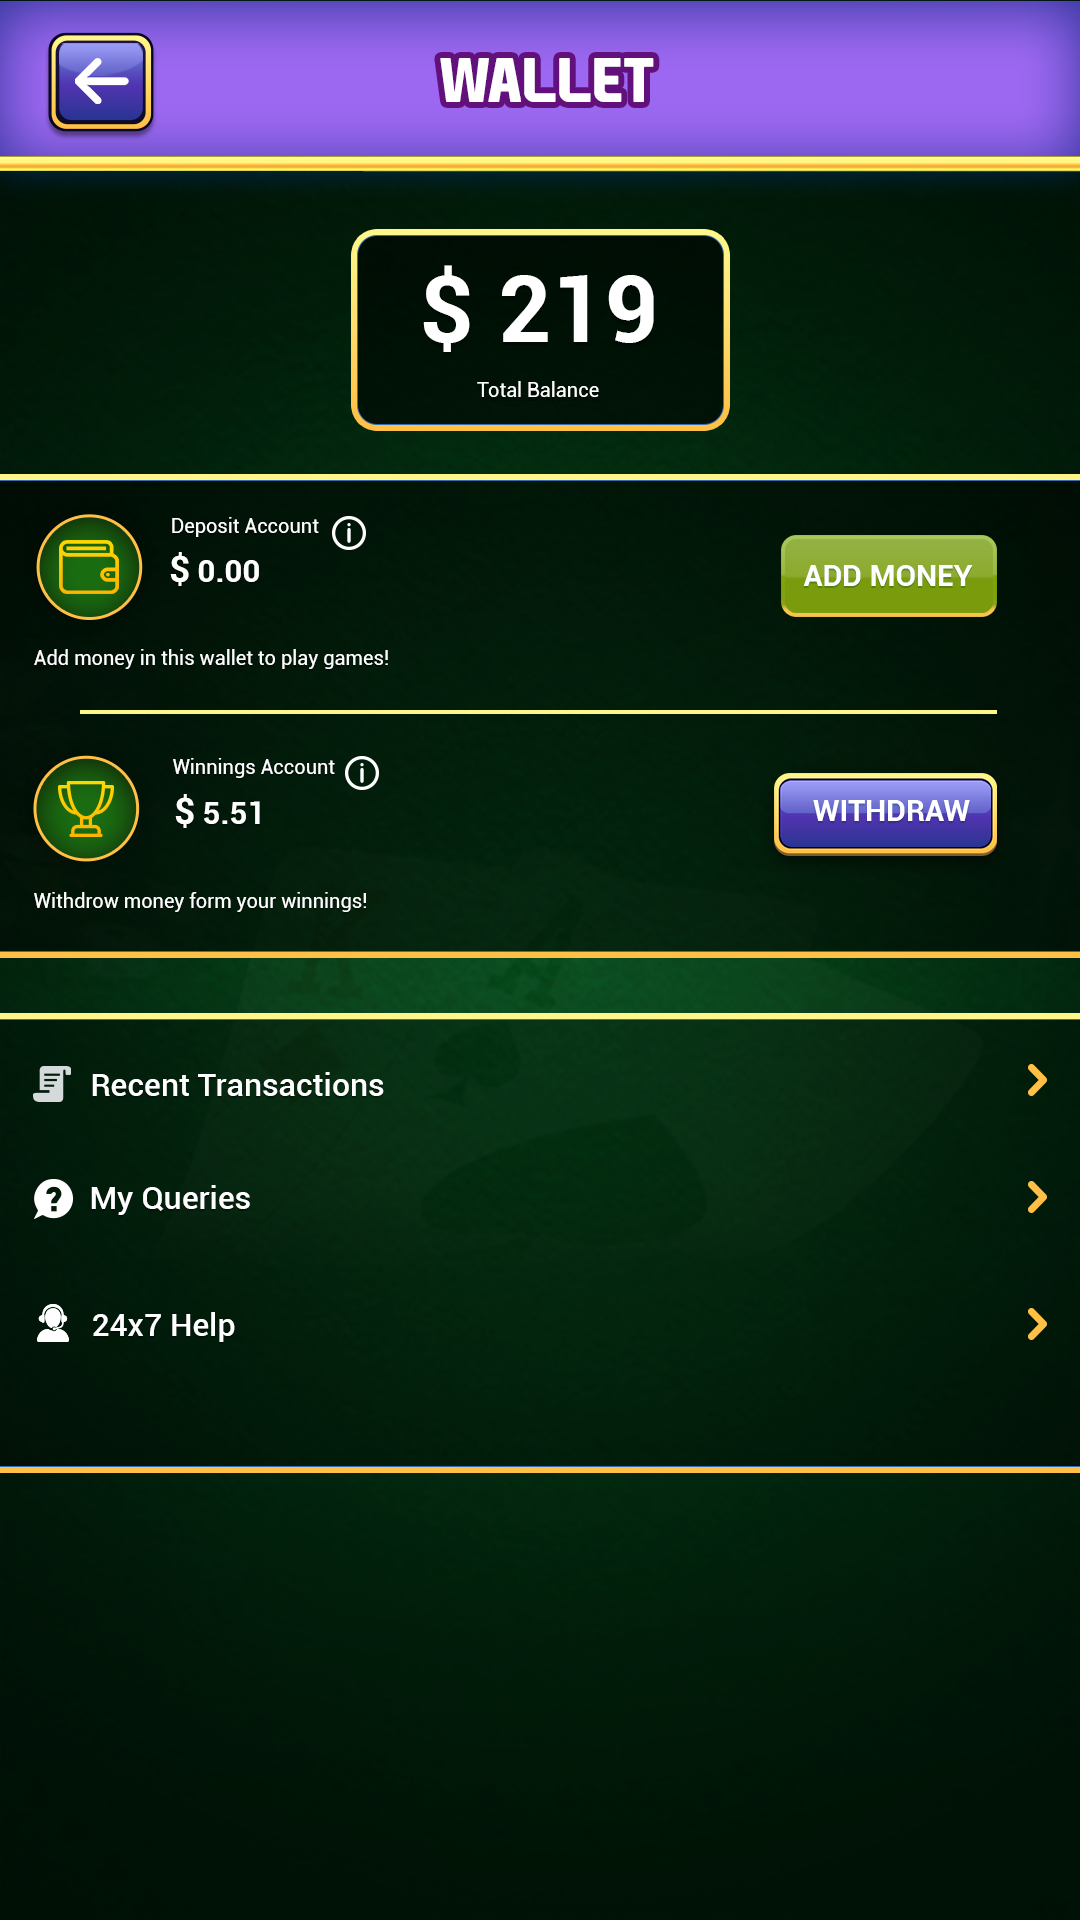 WALLET
$ 219
Total Balance
Deposit Account
$ 0.00
ADD MONEY
Add money in this wallet to play games!
Winnings Account
$ 5.51
WITHDRAW
Withdrow money form your winnings!
Recent Transactions
My Queries
24x7 Help